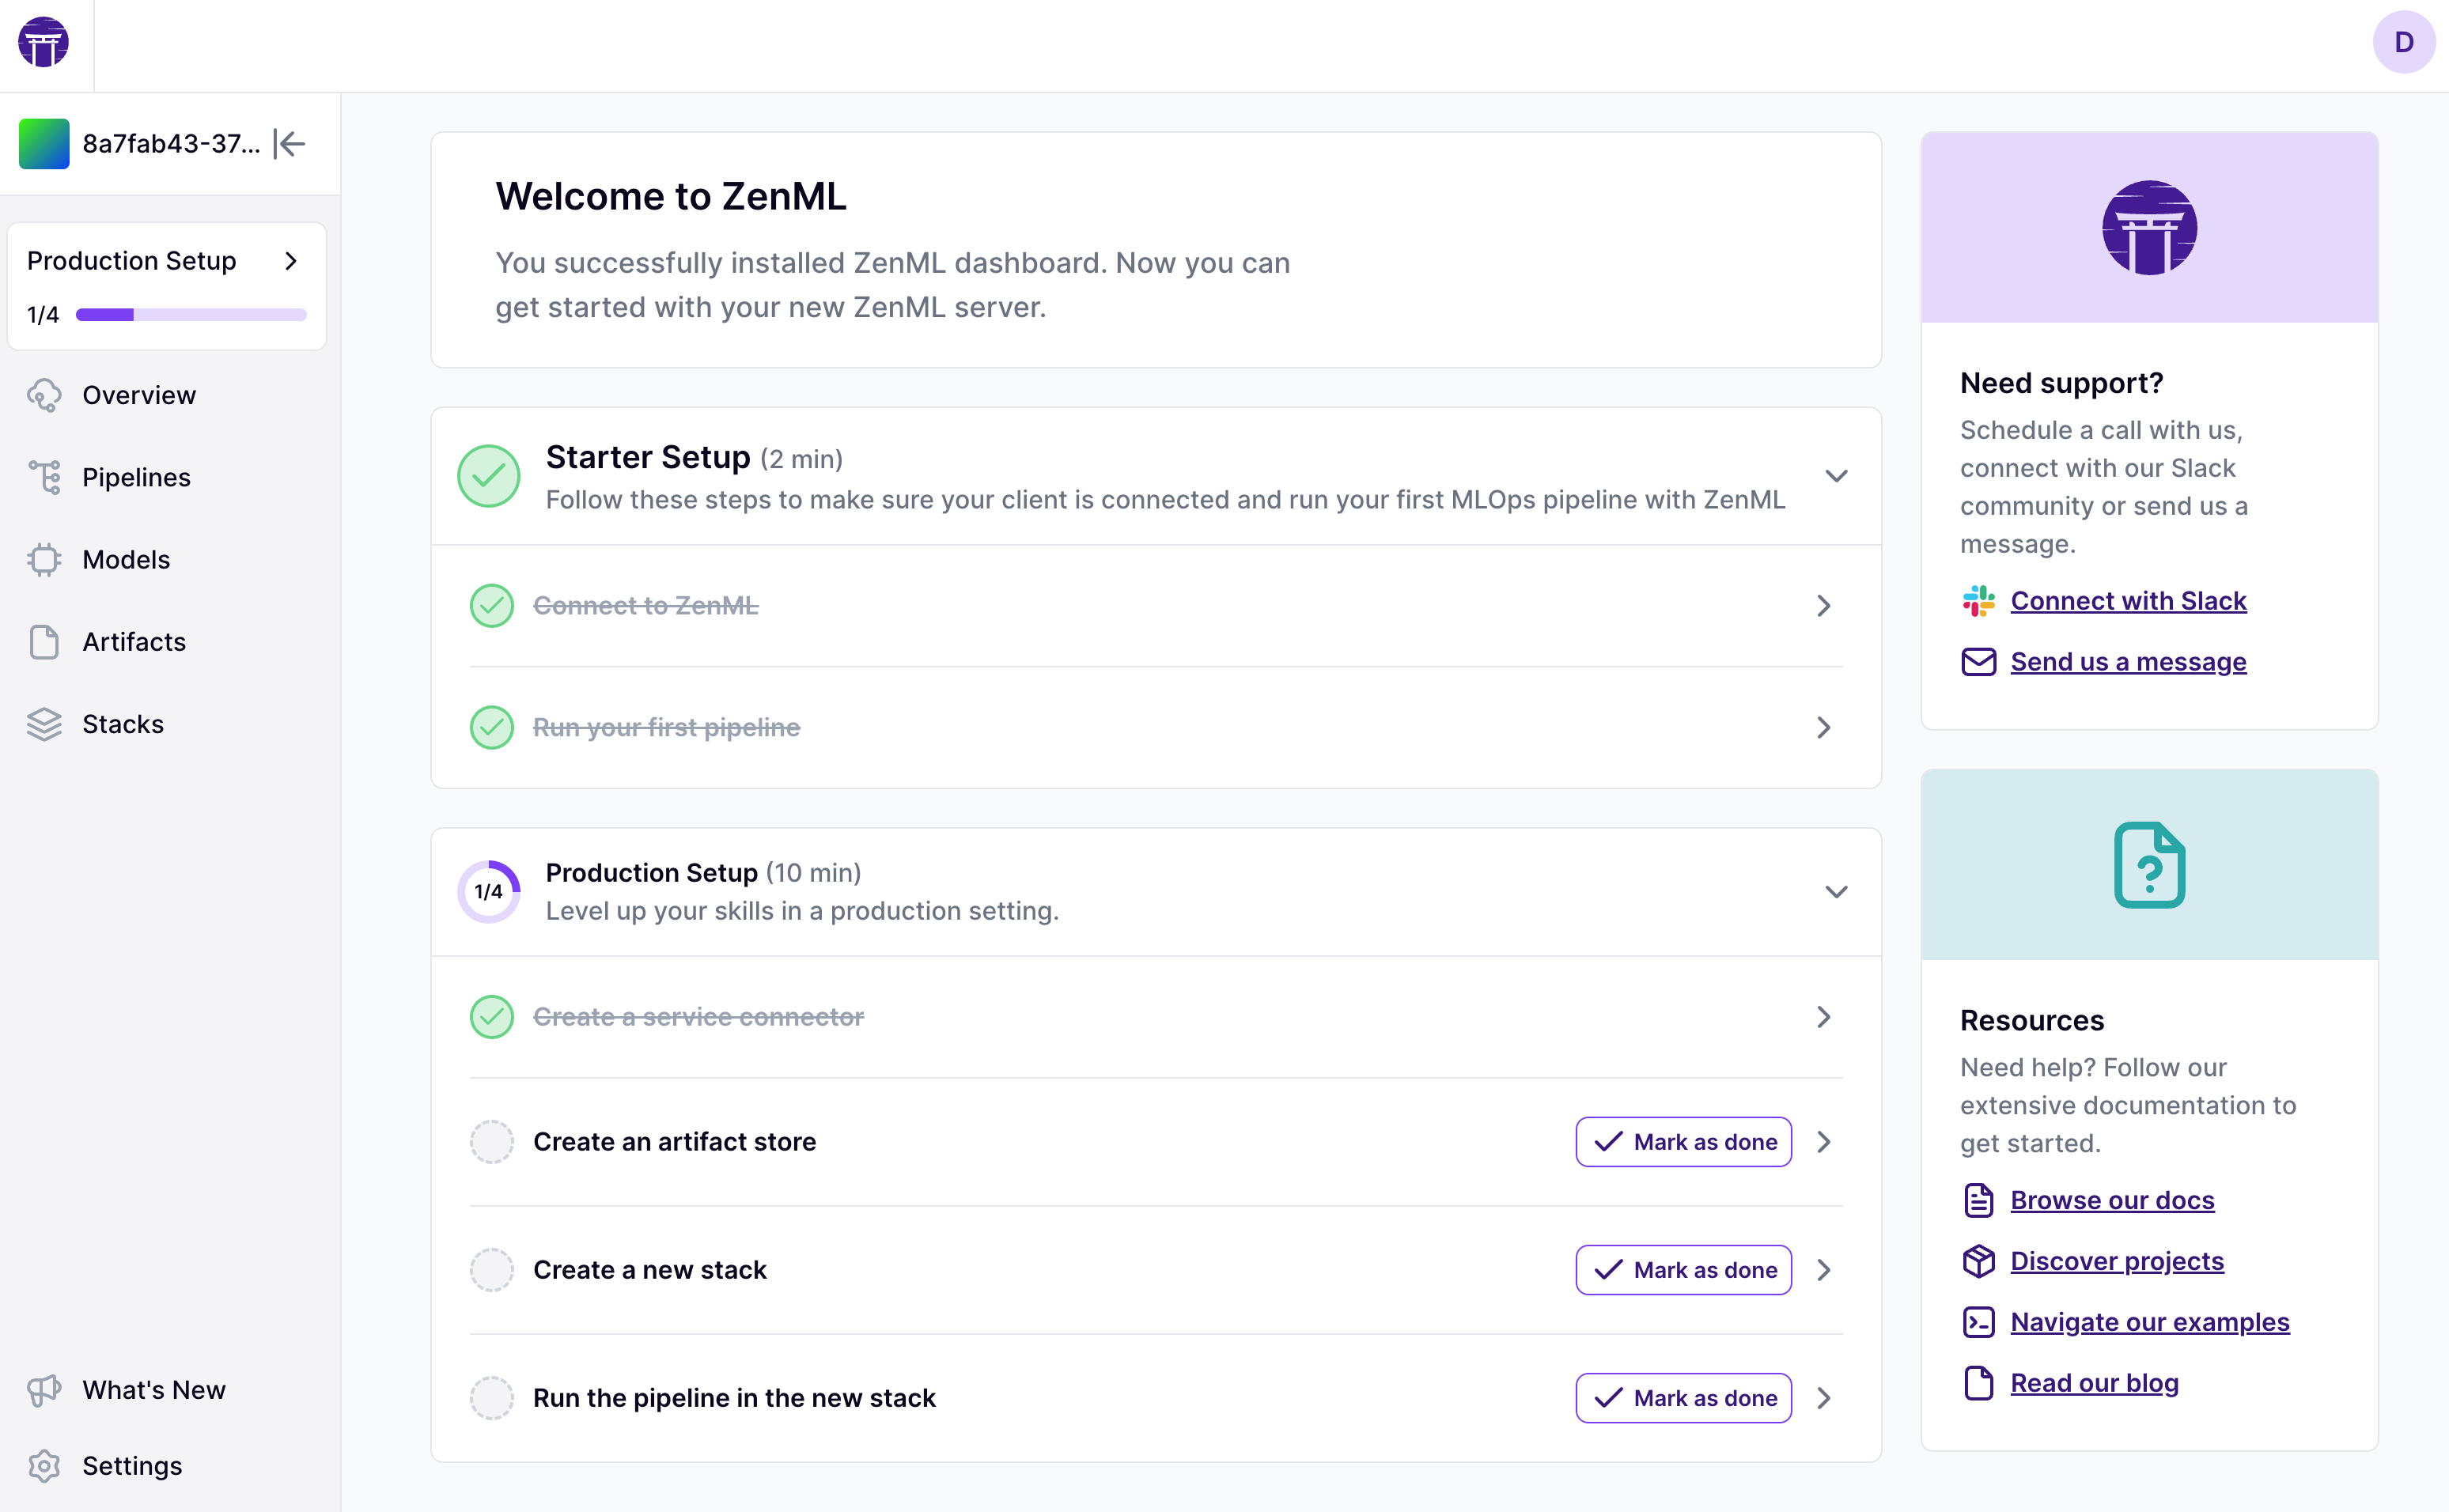 D
8a7fab43-37...
Production Setup
1/4
Overview
Pipelines
Models
Artifacts
Stacks
What's New
Settings
Welcome to ZenML
You successfully installed ZenML dashboard. Now you can
get started with your new ZenML server.
Starter Setup (2 min)
Follow these steps to make sure your client is connected and run your first MLOps pipeline with ZenML
Connect to ZenML
Run your first pipeline
1/4
Production Setup (10 min)
Level up your skills in a production setting.
Create a service connector
Create an artifact store
Mark as done
Create a new stack
Mark as done
Run the pipeline in the new stack
Mark as done
Need support?
Schedule a call with us,
connect with our Slack
community or send us a
message.
Connect with Slack
Send us a message
Resources
Need help? Follow our
extensive documentation to
get started.
Browse our docs
Discover projects
Navigate our examples
Read our blog